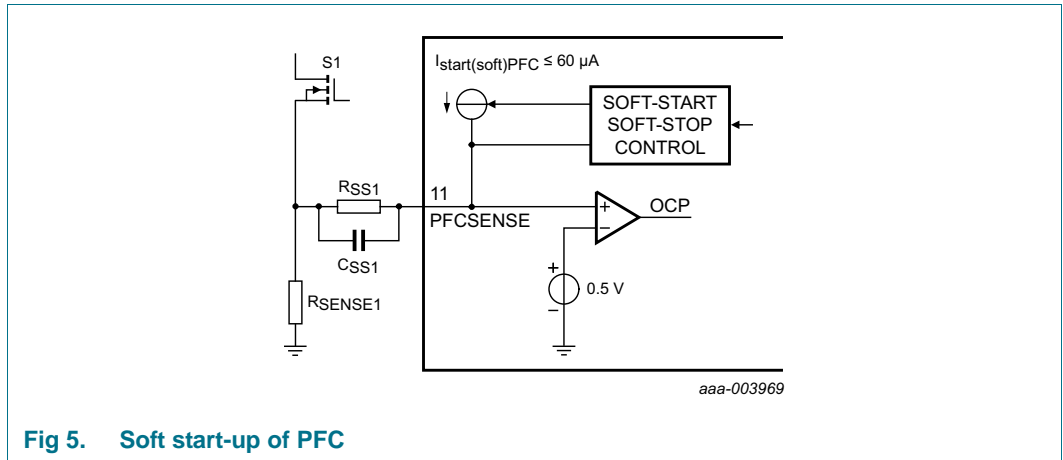 S1
Istart(soft)PFC ≤ 60 μA
SOFT-START
SOFT-STOP
CONTROL
RSS1
CSS1
11
PFCSENSE
+
−
OCP
+
−
0.5 V
RSENSE1
aaa-003969
Fig 5. Soft start-up of PFC